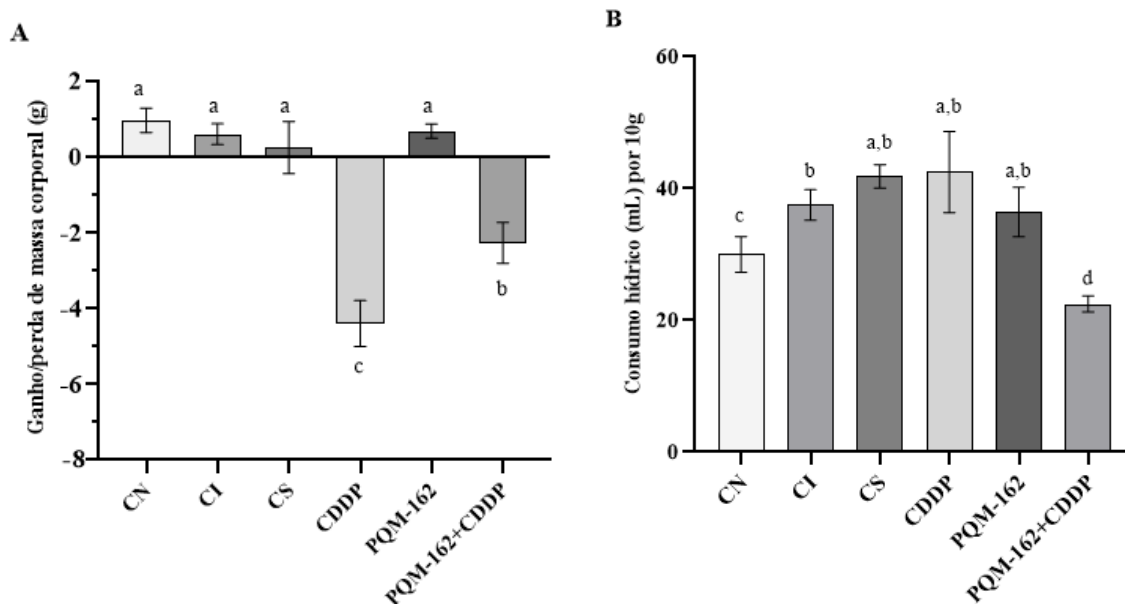 A
Ganho/perda de massa corporal (g)
2
0
-2
-4
-6
-8
a
a
a
c
a
b
CN
CI
CS
CDDP
PQM-162
PQM-162+CDDP
B
Consumo hídrico (mL) por 10g
60
40
20
0
c
b
a,b
a,b
a,b
d
CN
CI
CS
CDDP
PQM-162
PQM-162+CDDP